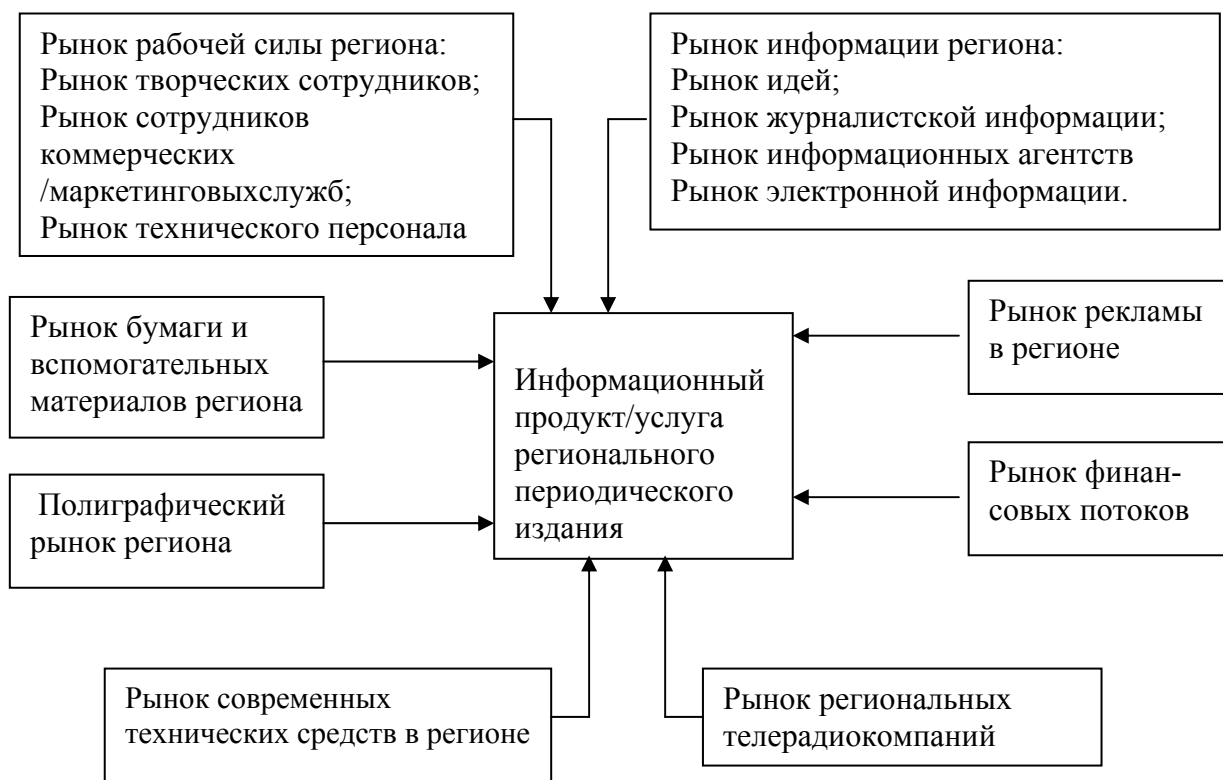 Рынок рабочей силы региона:
Рынок творческих сотрудников;
Рынок сотрудников
коммерческих
/маркетинговыхслужб;
Рынок технического персонала
Рынок информации региона:
Рынок идей;
Рынок журналистской информации;
Рынок информационных агентств
Рынок электронной информации.
Рынок бумаги и
вспомогательных
материалов региона
Информационный
продукт/услуга
регионального
периодического
издания
Рынок рекламы
в регионе
Полиграфический
рынок региона
Рынок финан-
совых потоков
Рынок современных
технических средств в регионе
Рынок региональных
телерадиокомпаний